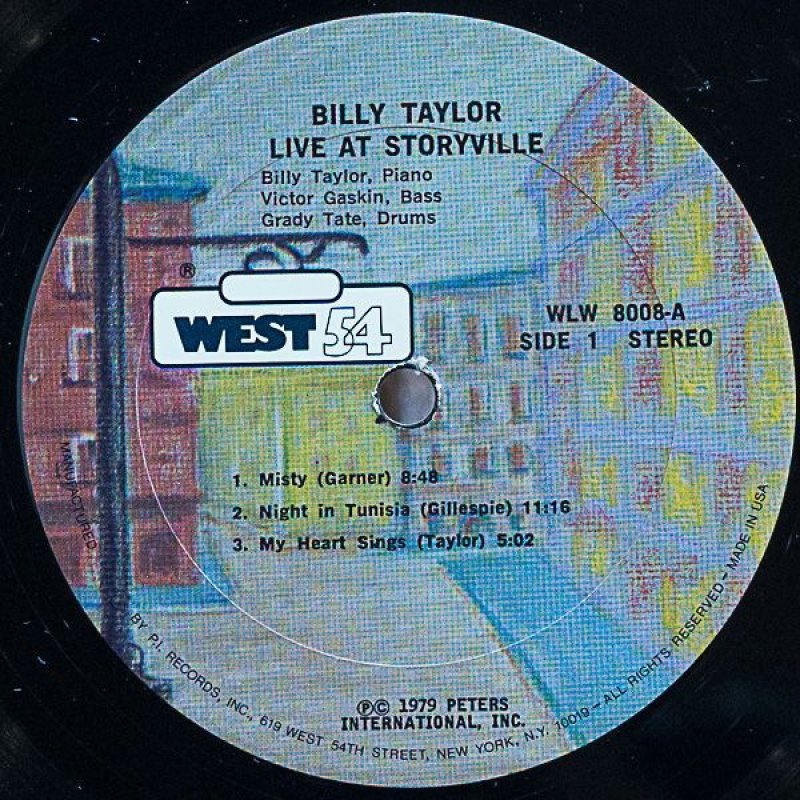 BILLY TAYLOR
LIVE AT STORYVILLE
Billy Taylor, Piano
Victor Gaskin, Bass
Grady Tate, Drums
®
WEST 54
WLW 8008-A
SIDE 1 STEREO
1. Misty (Garner) 8:48
2. Night in Tunisia (Gillespie) 11:16
3. My Heart Sings (Taylor) 5:02
℗© 1979 PETERS
INTERNATIONAL, INC.
MANUFACTURED BY P.I. RECORDS, INC., 619 WEST 54TH STREET, NEW YORK, N.Y. 10019 – ALL RIGHTS RESERVED – MADE IN USA